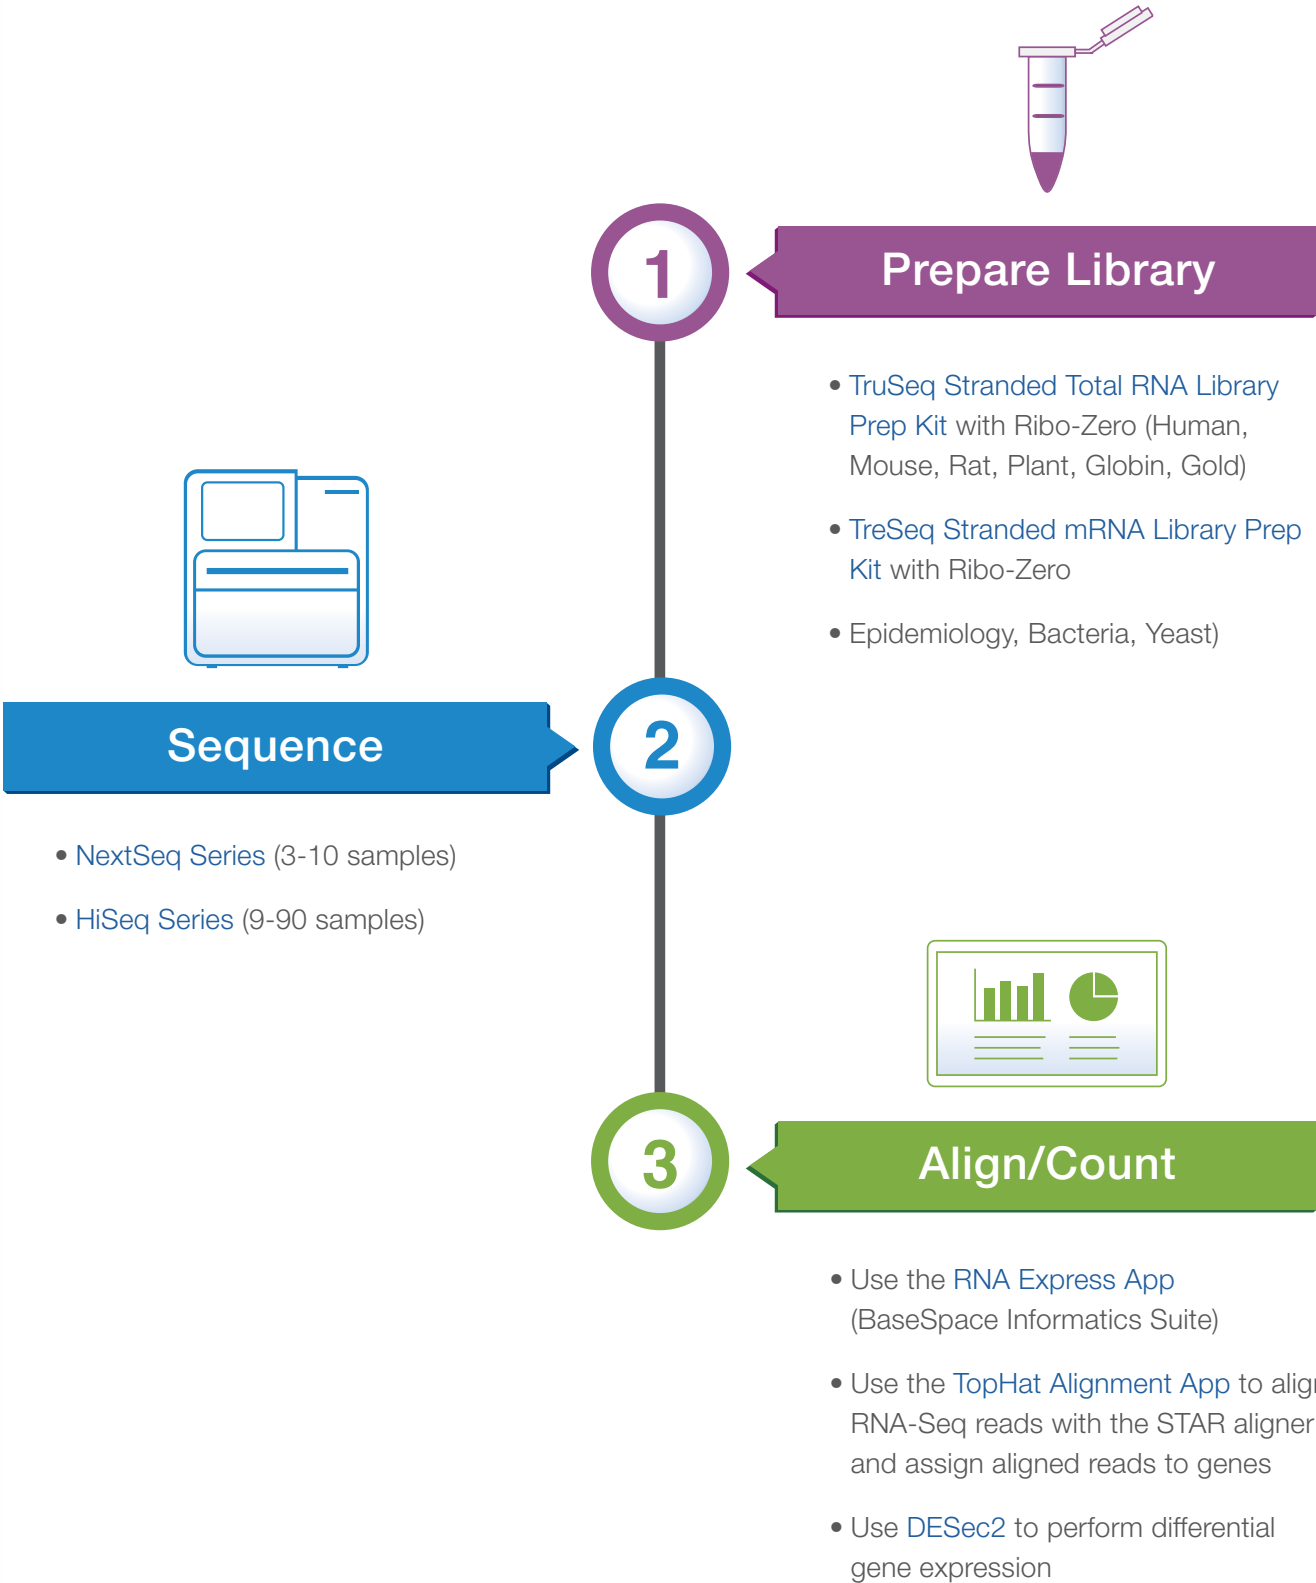 1
Prepare Library
• TruSeq Stranded Total RNA Library
Prep Kit with Ribo-Zero (Human,
Mouse, Rat, Plant, Globin, Gold)
• TreSeq Stranded mRNA Library Prep
Kit with Ribo-Zero
• Epidemiology, Bacteria, Yeast)
2
Sequence
• NextSeq Series (3-10 samples)
• HiSeq Series (9-90 samples)
3
Align/Count
• Use the RNA Express App
(BaseSpace Informatics Suite)
• Use the TopHat Alignment App to align
RNA-Seq reads with the STAR aligner
and assign aligned reads to genes
• Use DESec2 to perform differential
gene expression